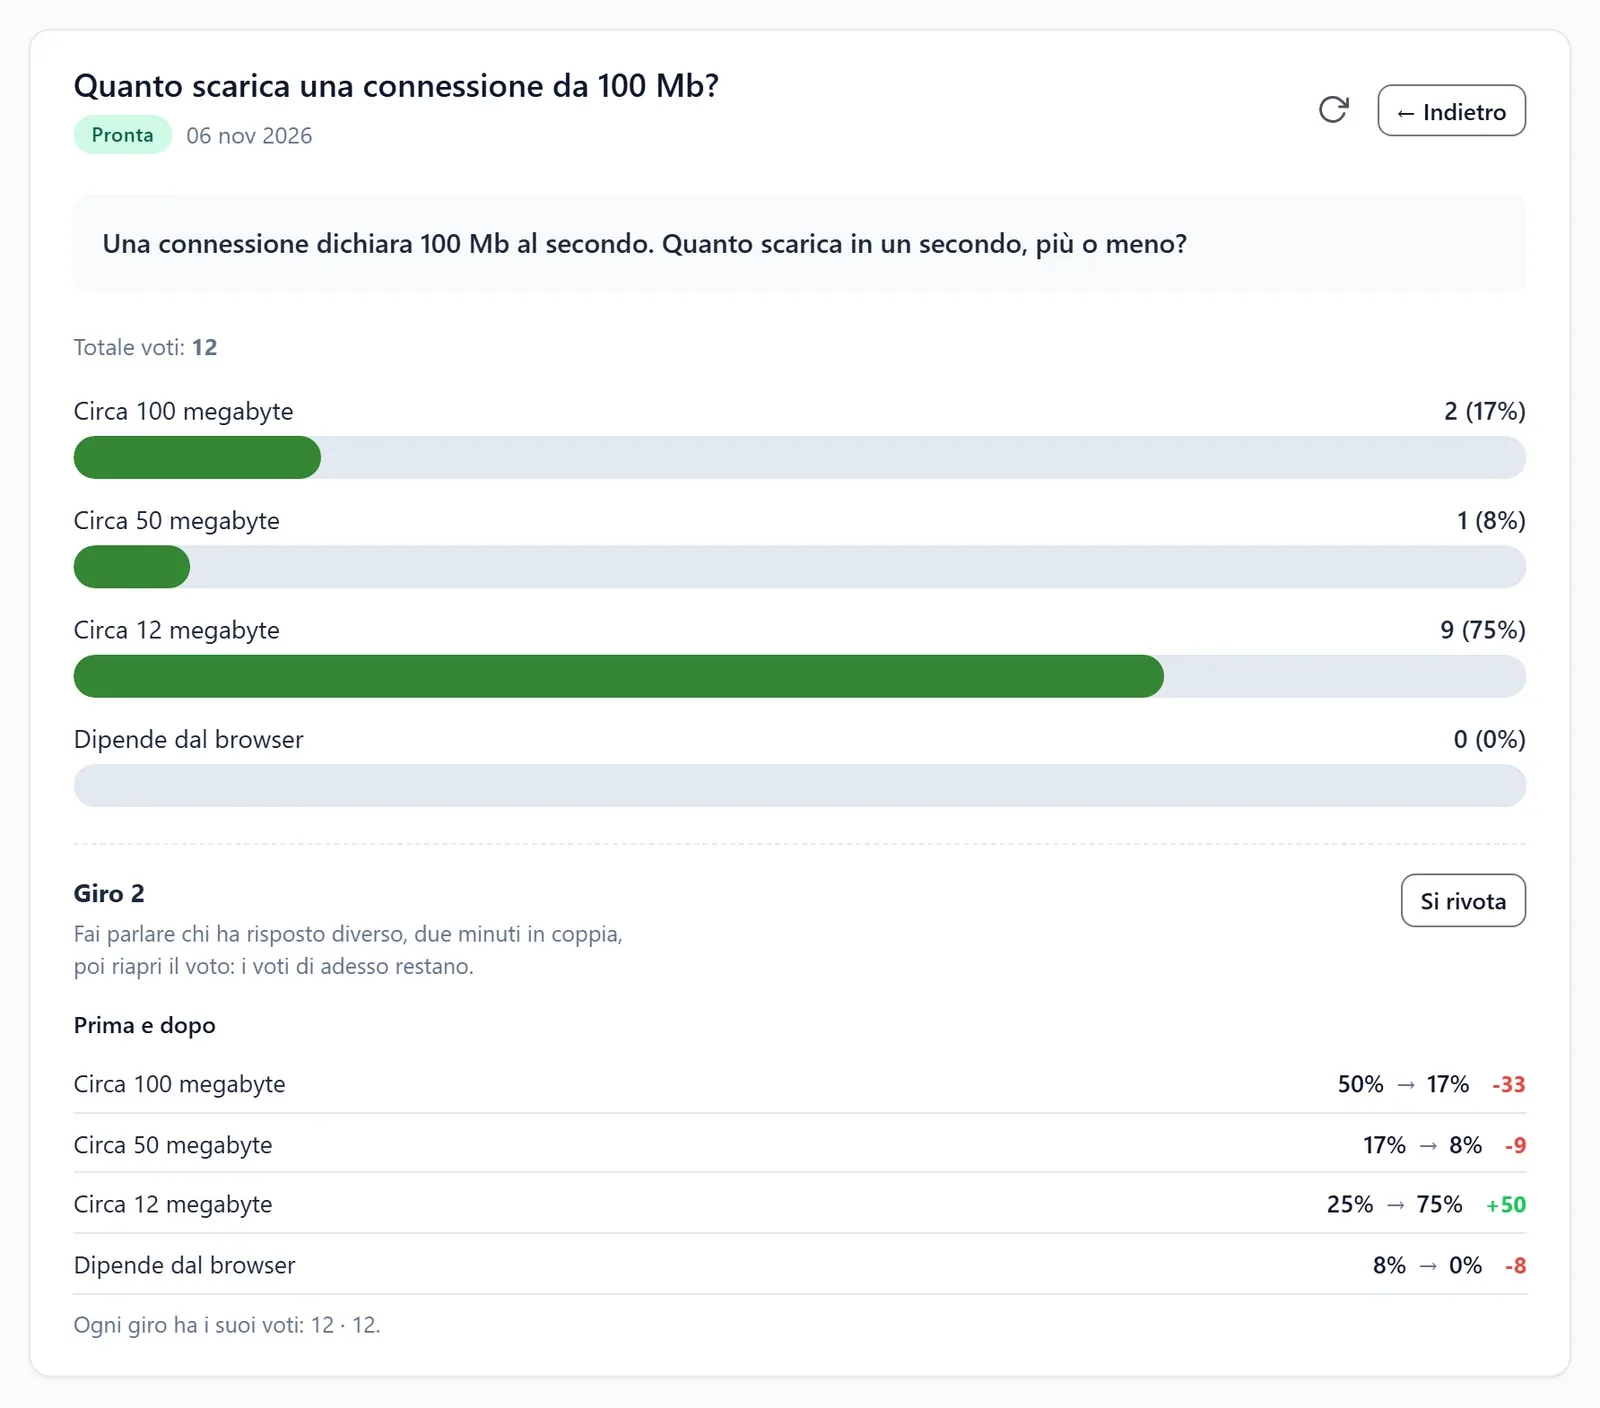 Quanto scarica una connessione da 100 Mb?
Pronta 06 nov 2026
← Indietro
Una connessione dichiara 100 Mb al secondo. Quanto scarica in un secondo, più o meno?
Totale voti: 12
Circa 100 megabyte 2 (17%)
Circa 50 megabyte 1 (8%)
Circa 12 megabyte 9 (75%)
Dipende dal browser 0 (0%)
Giro 2
Si rivota
Fai parlare chi ha risposto diverso, due minuti in coppia,
poi riapri il voto: i voti di adesso restano.
Prima e dopo
Circa 100 megabyte 50% → 17% -33
Circa 50 megabyte 17% → 8% -9
Circa 12 megabyte 25% → 75% +50
Dipende dal browser 8% → 0% -8
Ogni giro ha i suoi voti: 12 · 12.